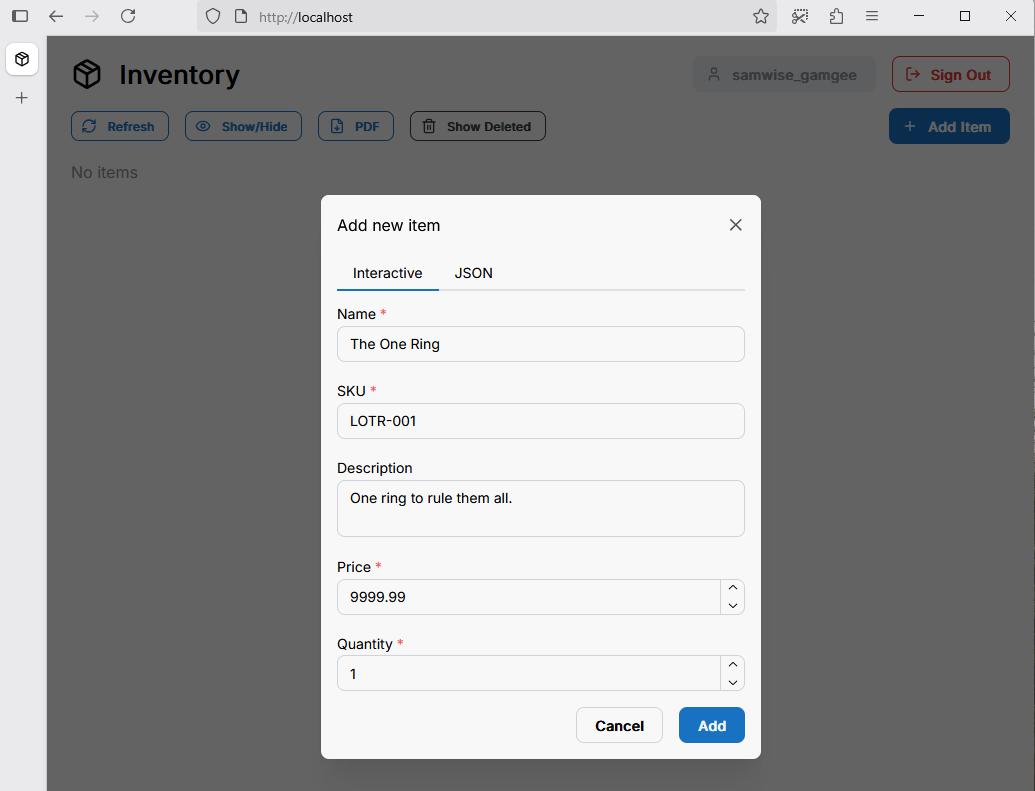 http://localhost
Inventory
samwise_gamgee
Sign Out
Refresh
Show/Hide
PDF
Show Deleted
Add Item
No items
Add new item
Interactive
JSON
Name *
The One Ring
SKU *
LOTR-001
Description
One ring to rule them all.
Price *
9999.99
Quantity *
1
Cancel
Add